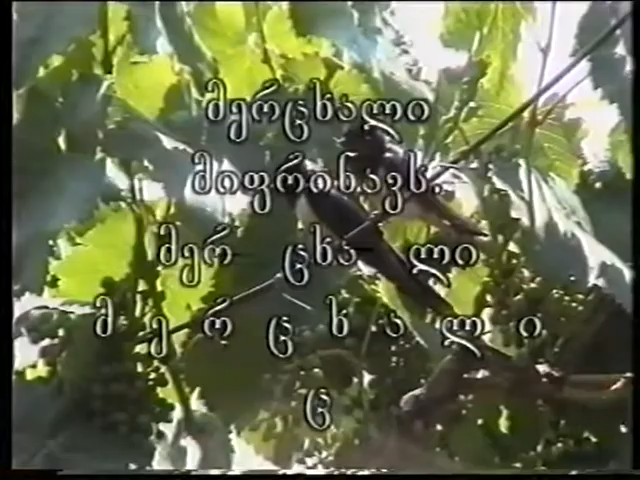 მერცხალი
მიფრინავს.
მერ ცხა ლი
მ ე რ ც ხ ა ლ ი
ც